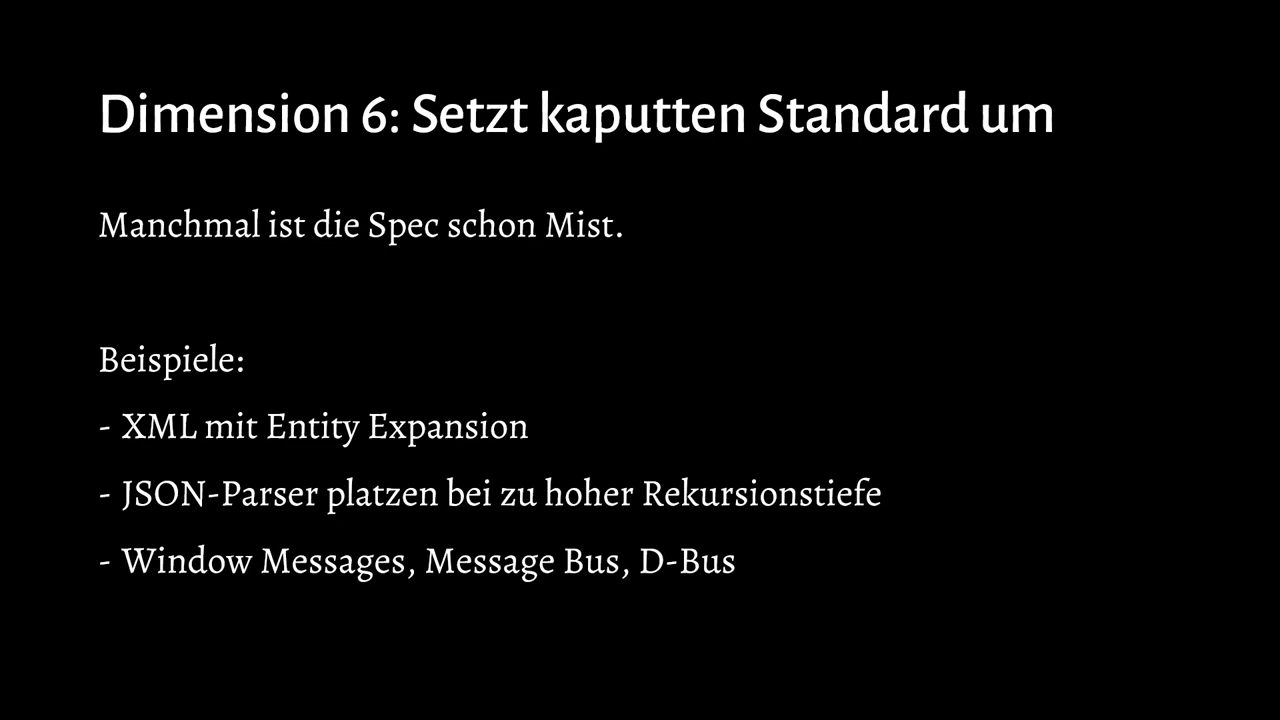 Dimension 6: Setzt kaputten Standard um
Manchmal ist die Spec schon Mist.
Beispiele:
- XML mit Entity Expansion
- JSON-Parser platzen bei zu hoher Rekursionstiefe
- Window Messages, Message Bus, D-Bus